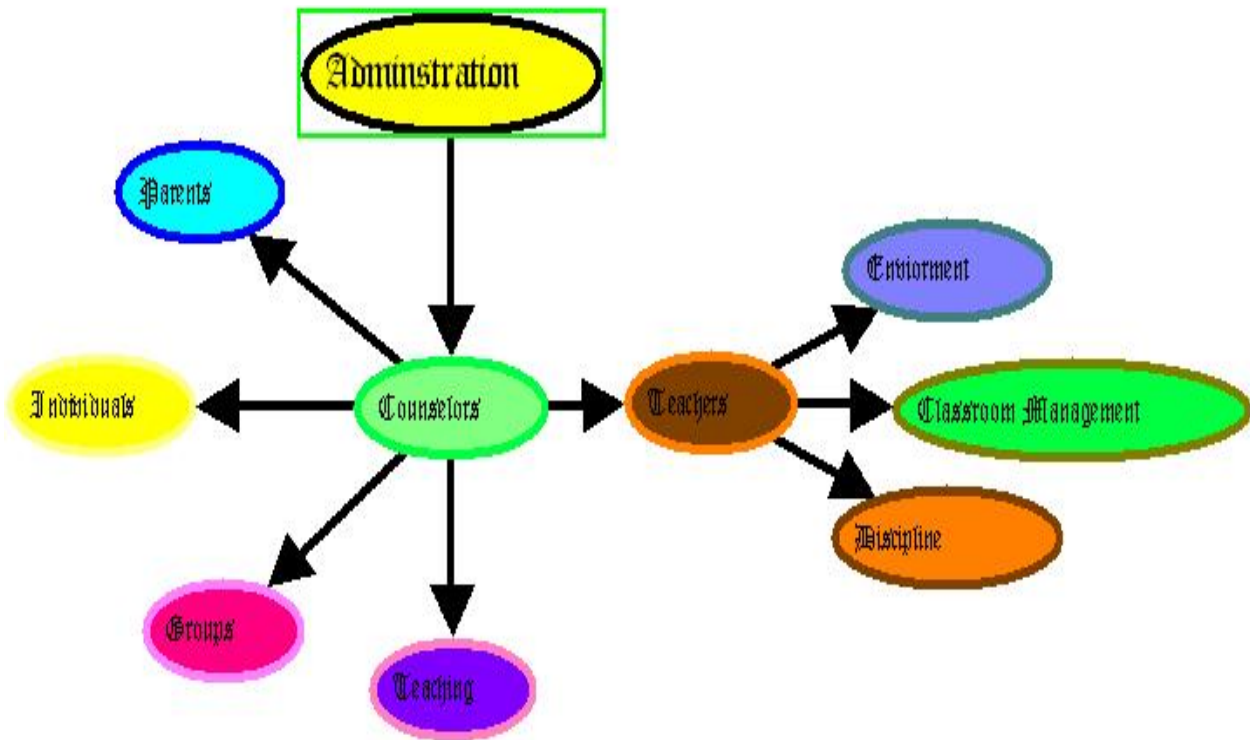 Adminstration
Parents
Enviorment
Individuals
Counselors
Teachers
Classroom Management
Discipline
Groups
Teaching